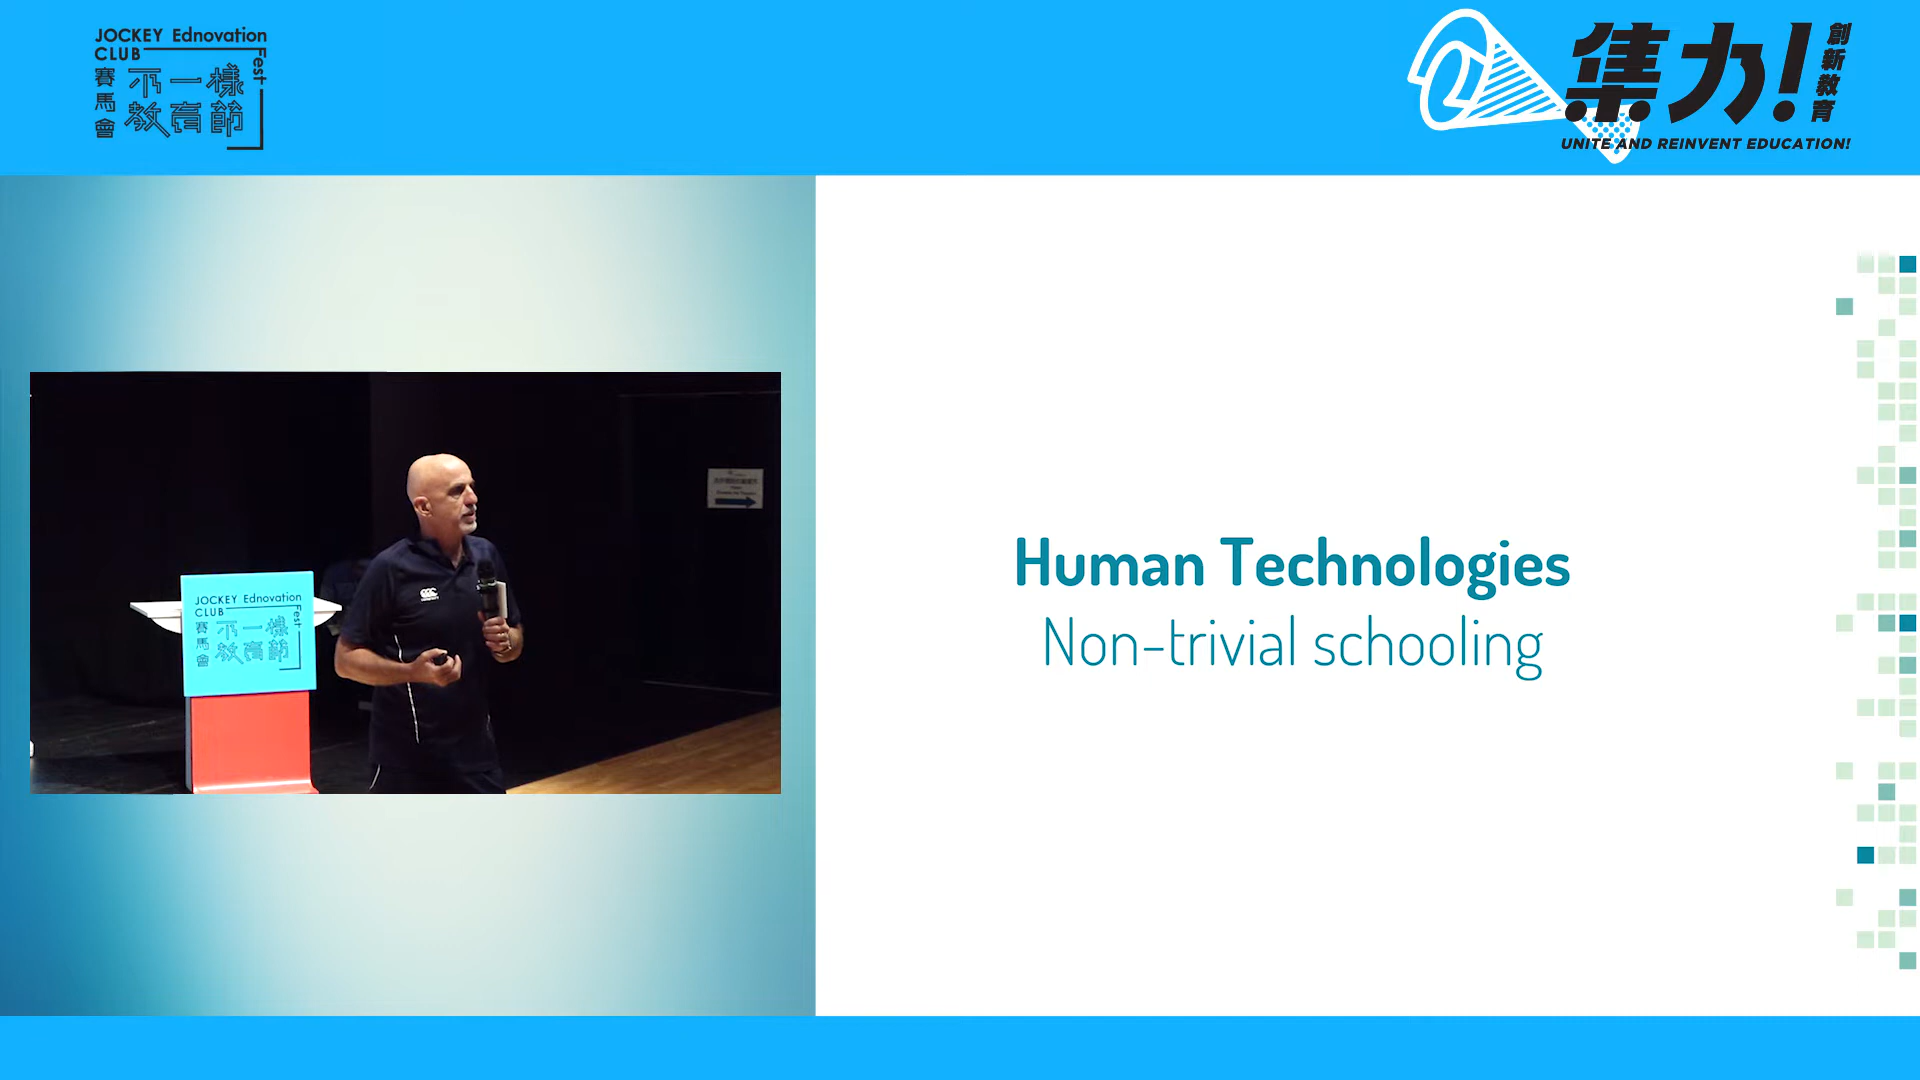 JOCKEY Ednovation
CLUB
Fest
賽馬會
不一樣
教育節
集力!
創新教育
UNITE AND REINVENT EDUCATION!
JOCKEY Ednovation
CLUB
Fest
賽馬會
不一樣
教育節
CCC
Human Technologies
Non-trivial schooling